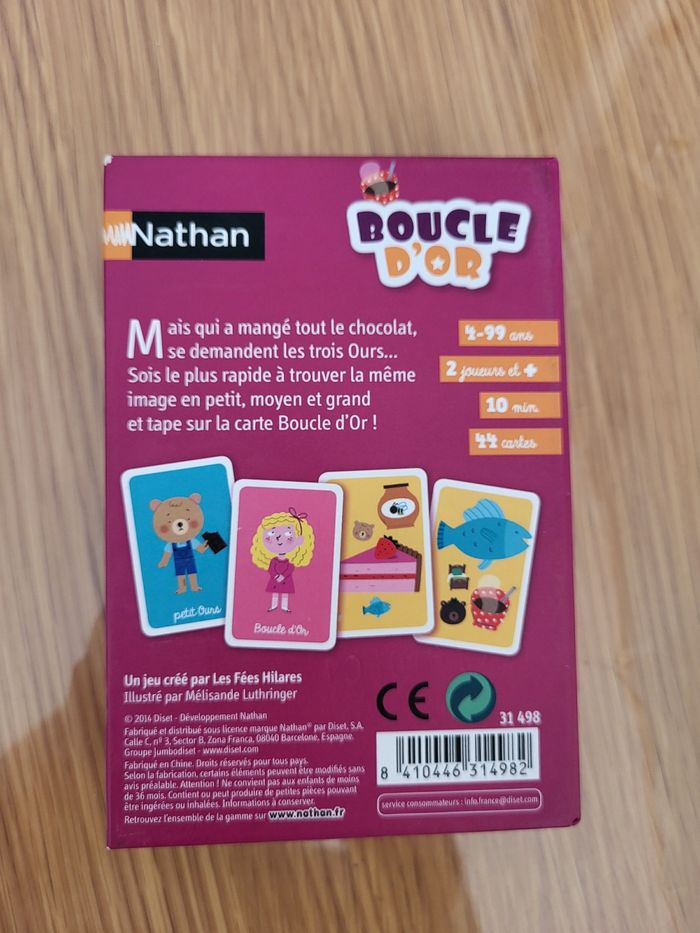 Nathan
BOUCLE
D'OR
Mais qui a mangé tout le chocolat,
se demandent les trois Ours...
Sois le plus rapide à trouver la même
image en petit, moyen et grand
et tape sur la carte Boucle d'Or !
4-99 ans
2 joueurs et +
10 min.
44 cartes
petit Ours
Boucle d'Or
Un jeu créé par Les Fées Hilares
Illustré par Mélisande Luthringer
© 2014 Diset - Développement Nathan
Fabriqué et distribué sous licence marque Nathan® par Diset, S.A.
Calle C, nº 3, Sector B, Zona Franca, 08040 Barcelone, Espagne.
Groupe Jumbodiset - www.diset.com
Fabriqué en Chine. Droits réservés pour tous pays.
Selon la fabrication, certains éléments peuvent être modifiés sans
avis préalable. Attention ! Ne convient pas aux enfants de moins
de 36 mois. Contient ou peut produire de petites pièces pouvant
être ingérées ou inhalées. Informations à conserver.
Retrouvez l'ensemble de la gamme sur www.nathan.fr
CE
31 498
8 410446 314982
service consommateurs : info.france@diset.com